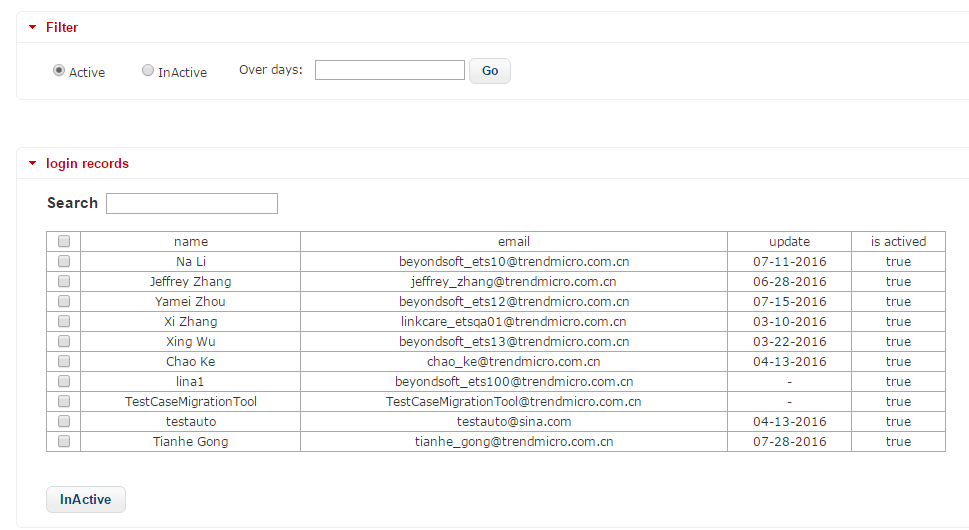 Filter
Active InActive Over days: Go
login records
Search
name email update is actived
Na Li beyondsoft_ets10@trendmicro.com.cn 07-11-2016 true
Jeffrey Zhang jeffrey_zhang@trendmicro.com.cn 06-28-2016 true
Yamei Zhou beyondsoft_ets12@trendmicro.com.cn 07-15-2016 true
Xi Zhang linkcare_etsqa01@trendmicro.com.cn 03-10-2016 true
Xing Wu beyondsoft_ets13@trendmicro.com.cn 03-22-2016 true
Chao Ke chao_ke@trendmicro.com.cn 04-13-2016 true
lina1 beyondsoft_ets100@trendmicro.com.cn - true
TestCaseMigrationTool TestCaseMigrationTool@trendmicro.com.cn - true
testauto testauto@sina.com 04-13-2016 true
Tianhe Gong tianhe_gong@trendmicro.com.cn 07-28-2016 true
InActive